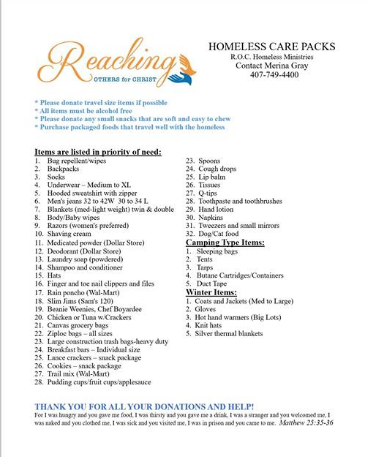 Reaching
OTHERS for CHRIST
HOMELESS CARE PACKS
R.O.C. Homeless Ministries
Contact Merina Gray
407-749-4400
* Please donate travel size items if possible
* All items must be alcohol free
* Please donate any small snacks that are soft and easy to chew
* Purchase packaged foods that travel well with the homeless
Items are listed in priority of need:
1. Bug repellent/wipes
2. Backpacks
3. Socks
4. Underwear – Medium to XL
5. Hooded sweatshirt with zipper
6. Men's jeans 32 to 42W 30 to 34 L
7. Blankets (med-light weight) twin & double
8. Body/Baby wipes
9. Razors (women's preferred)
10. Shaving cream
11. Medicated powder (Dollar Store)
12. Deodorant (Dollar Store)
13. Laundry soap (powdered)
14. Shampoo and conditioner
15. Hats
16. Finger and toe nail clippers and files
17. Rain poncho (Wal-Mart)
18. Slim Jims (Sam's 120)
19. Beanie Weenies, Chef Boyardee
20. Chicken or Tuna w/Crackers
21. Canvas grocery bags
22. Ziploc bags – all sizes
23. Large construction trash bags-heavy duty
24. Breakfast bars – Individual size
25. Lance crackers – snack package
26. Cookies – snack package
27. Trail mix (Wal-Mart)
28. Pudding cups/fruit cups/applesauce
23. Spoons
24. Cough drops
25. Lip balm
26. Tissues
27. Q-tips
28. Toothpaste and toothbrushes
29. Hand lotion
30. Napkins
31. Tweezers and small mirrors
32. Dog/Cat food
Camping Type Items:
1. Sleeping bags
2. Tents
3. Tarps
4. Butane Cartridges/Containers
5. Duct Tape
Winter Items:
1. Coats and Jackets (Med to Large)
2. Gloves
3. Hot hand warmers (Big Lots)
4. Knit hats
5. Silver thermal blankets
THANK YOU FOR ALL YOUR DONATIONS AND HELP!
For I was hungry and you gave me food, I was thirsty and you gave me a drink, I was a stranger and you welcomed me, I
was naked and you clothed me, I was sick and you visited me, I was in prison and you came to me. Matthew 25:35-36